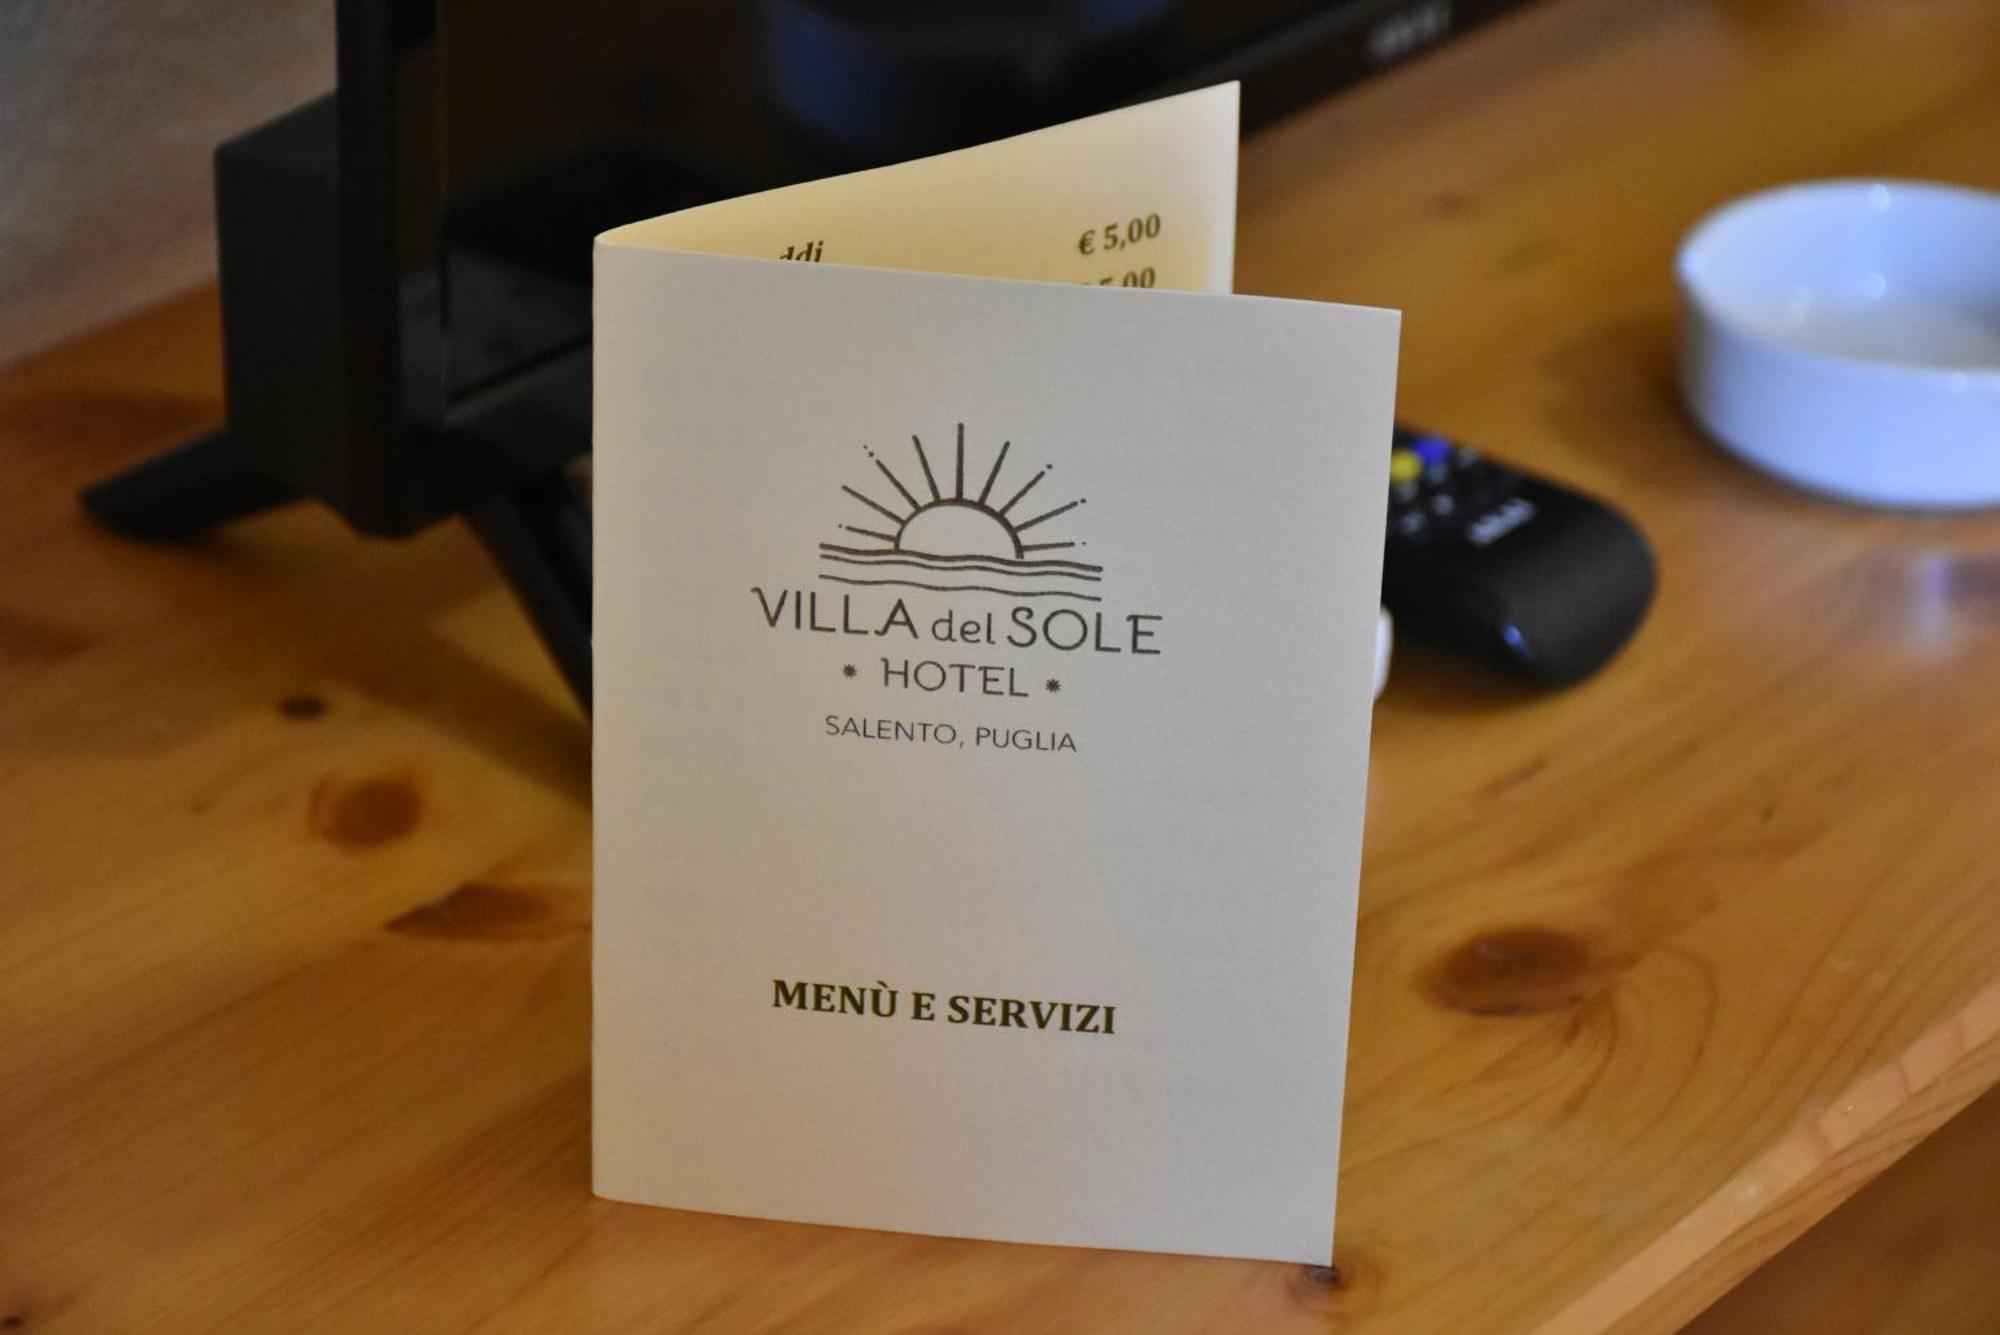 € 5,00
VILLA del SOLE
* HOTEL *
SALENTO, PUGLIA
MENÙ E SERVIZI